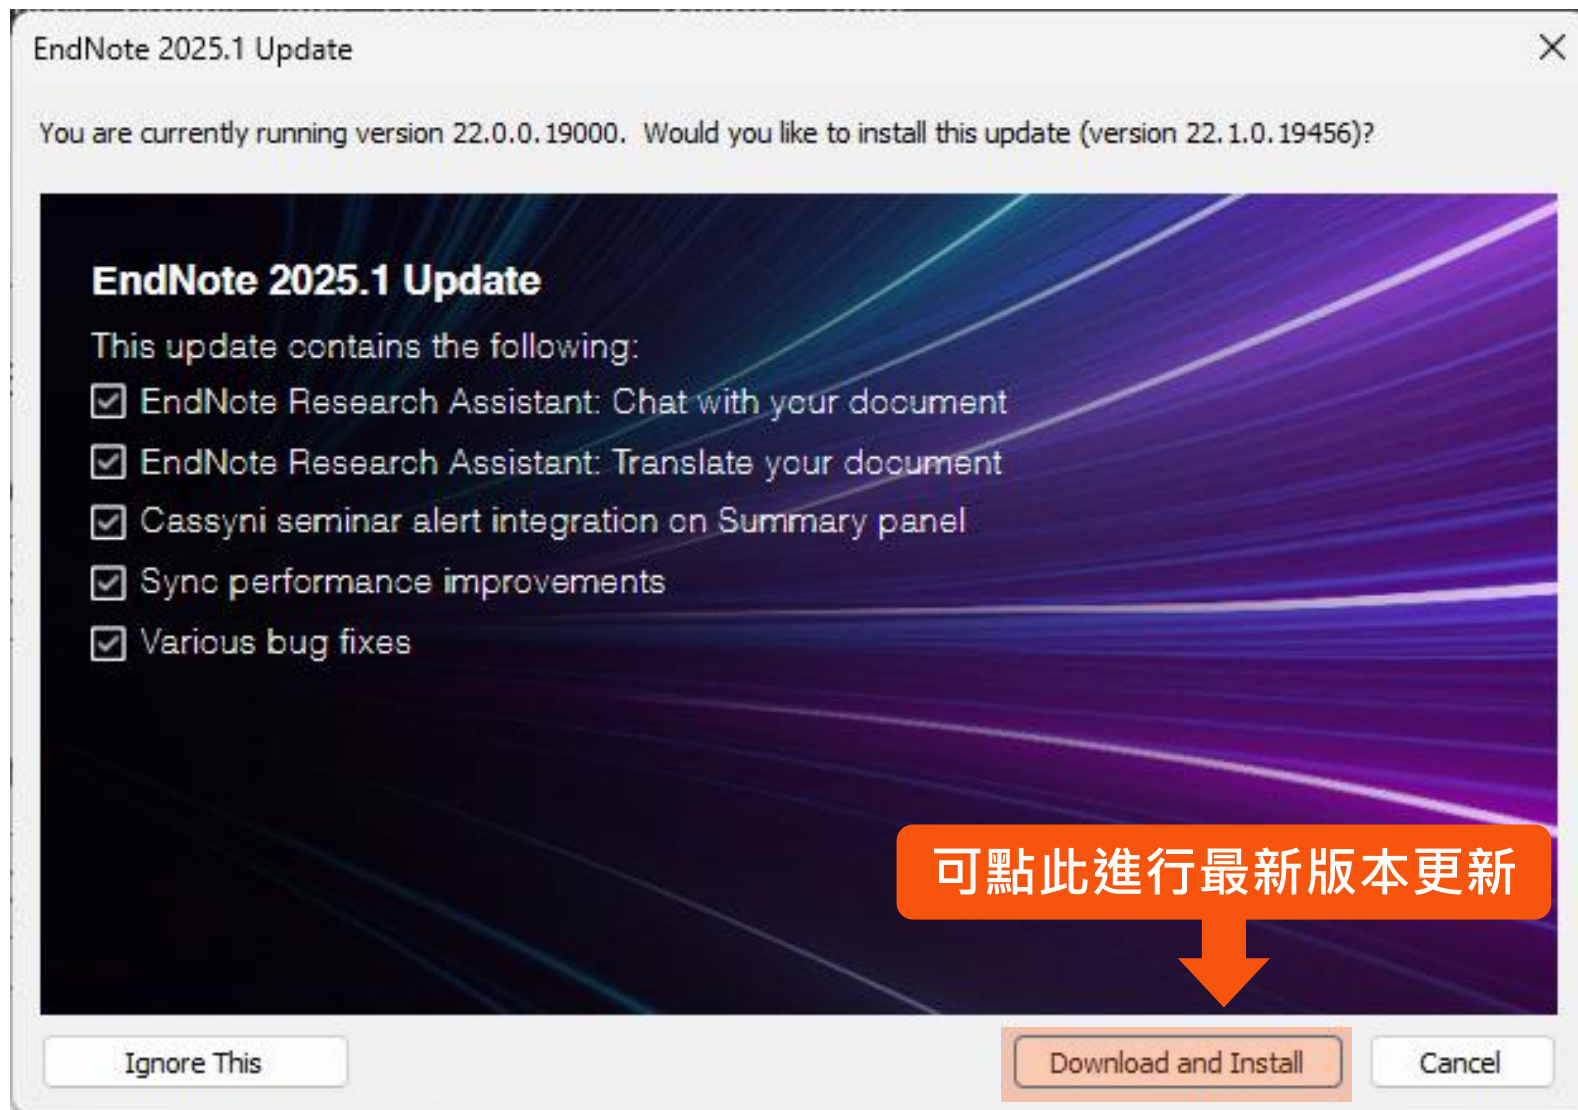 EndNote 2025.1 Update
You are currently running version 22.0.0.19000. Would you like to install this update (version 22.1.0.19456)?
EndNote 2025.1 Update
This update contains the following:
EndNote Research Assistant: Chat with your document
EndNote Research Assistant: Translate your document
Cassyni seminar alert integration on Summary panel
Sync performance improvements
Various bug fixes
可點此進行最新版本更新
Ignore This
Download and Install
Cancel